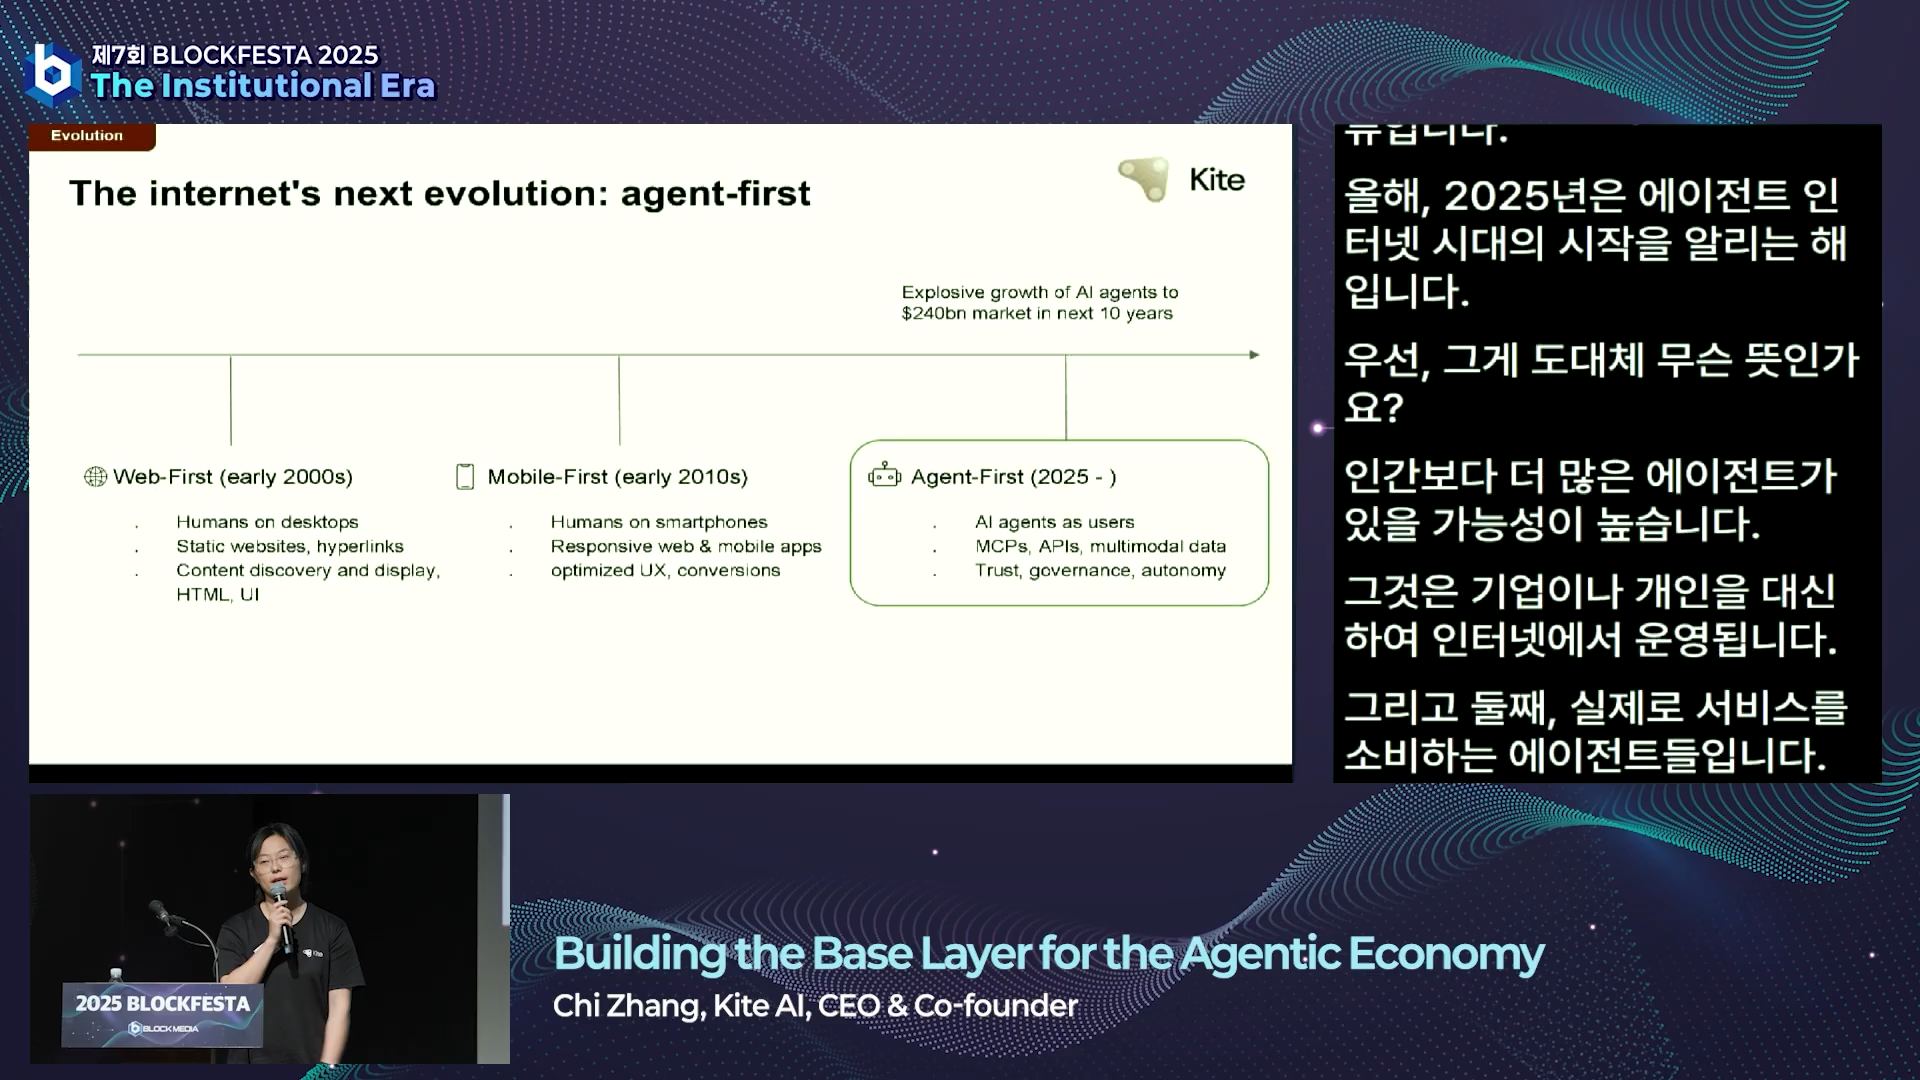 제7회 BLOCKFESTA 2025
The Institutional Era
Evolution
The internet's next evolution: agent-first
Kite
Explosive growth of AI agents to
$240bn market in next 10 years
Web-First (early 2000s)
Humans on desktops
Static websites, hyperlinks
Content discovery and display,
HTML, UI
Mobile-First (early 2010s)
Humans on smartphones
Responsive web & mobile apps
optimized UX, conversions
Agent-First (2025 - )
AI agents as users
MCPs, APIs, multimodal data
Trust, governance, autonomy
올해, 2025년은 에이전트 인
터넷 시대의 시작을 알리는 해
입니다.
우선, 그게 도대체 무슨 뜻인가
요?
인간보다 더 많은 에이전트가
있을 가능성이 높습니다.
그것은 기업이나 개인을 대신
하여 인터넷에서 운영됩니다.
그리고 둘째, 실제로 서비스를
소비하는 에이전트들입니다.
Kite
2025 BLOCKFESTA
BLOCKMEDIA
Building the Base Layer for the Agentic Economy
Chi Zhang, Kite AI, CEO & Co-founder